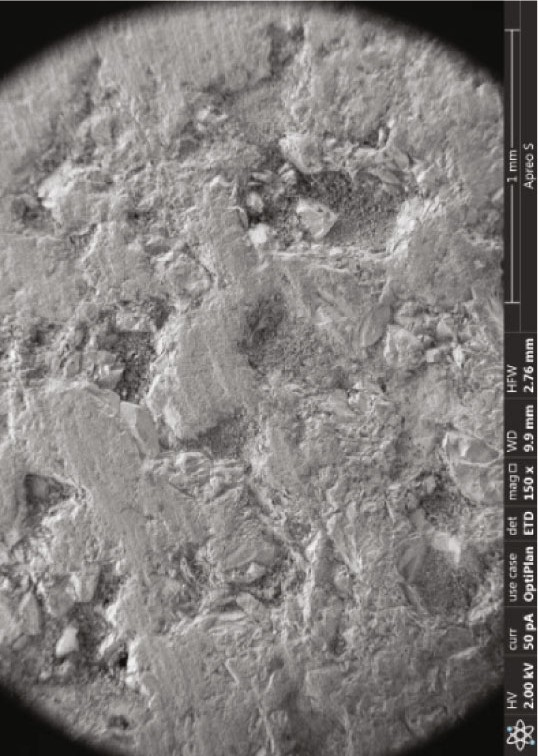 HV curr use case det mag □ WD HFW
2.00 kV 50 pA OptiPlan ETD 150 x 9.9 mm 2.76 mm
1 mm
Apreo S